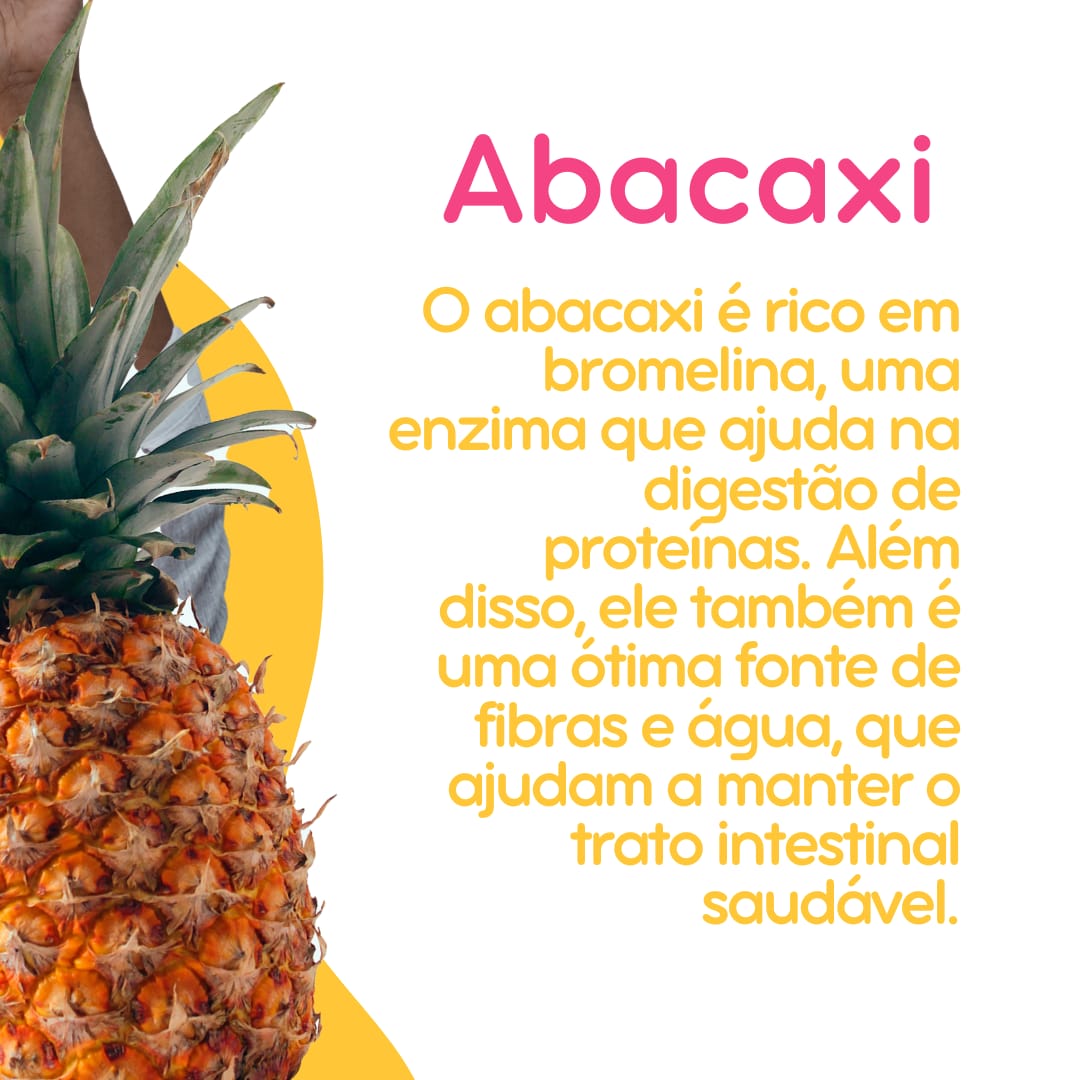 Abacaxi
O abacaxi é rico em
bromelina, uma
enzima que ajuda na
digestão de
proteínas. Além
disso, ele também é
uma ótima fonte de
fibras e água, que
ajudam a manter o
trato intestinal
saudável.